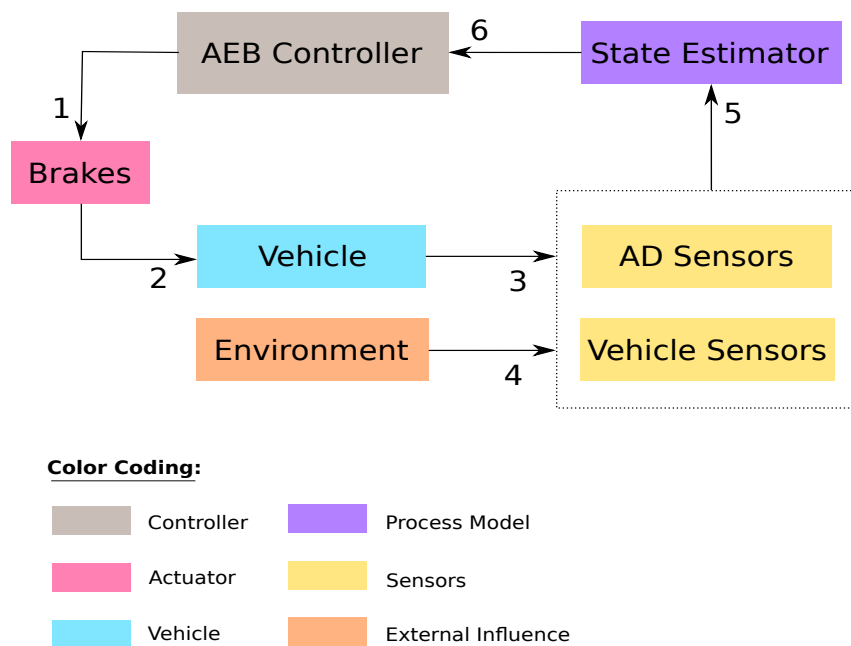 AEB Controller
6
State Estimator
1
5
Brakes
2
Vehicle
3
AD Sensors
Environment
4
Vehicle Sensors
Color Coding:
Controller
Process Model
Actuator
Sensors
Vehicle
External Influence